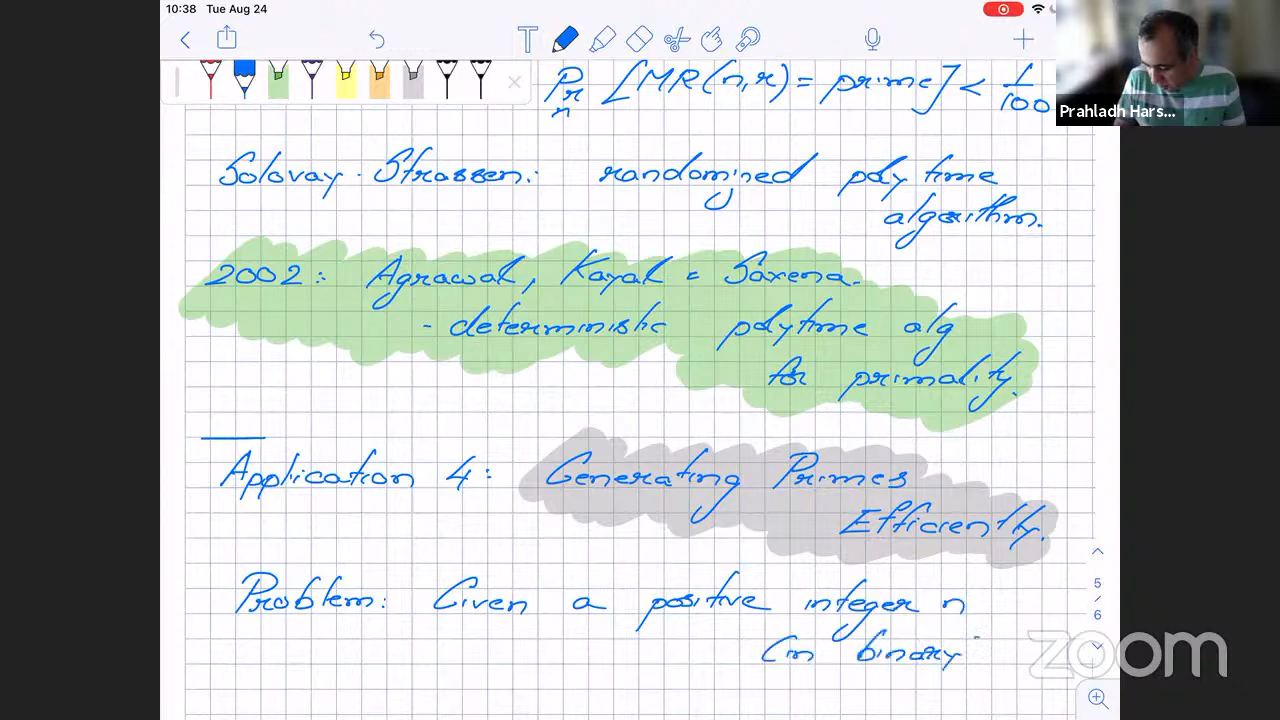 10:38 Tue Aug 24
Pr [MR(n,r) = prime] < 1/100
n
Prahladh Hars...
Solovay - Strassen: randomized poly time
algorithm.
2002: Agrawal, Kayal & Saxena.
- deterministic polytime alg
for primality.
Application 4: Generating Primes
Efficiently.
Problem: Given a positive integer n
(in binary
5
/
6
zoom